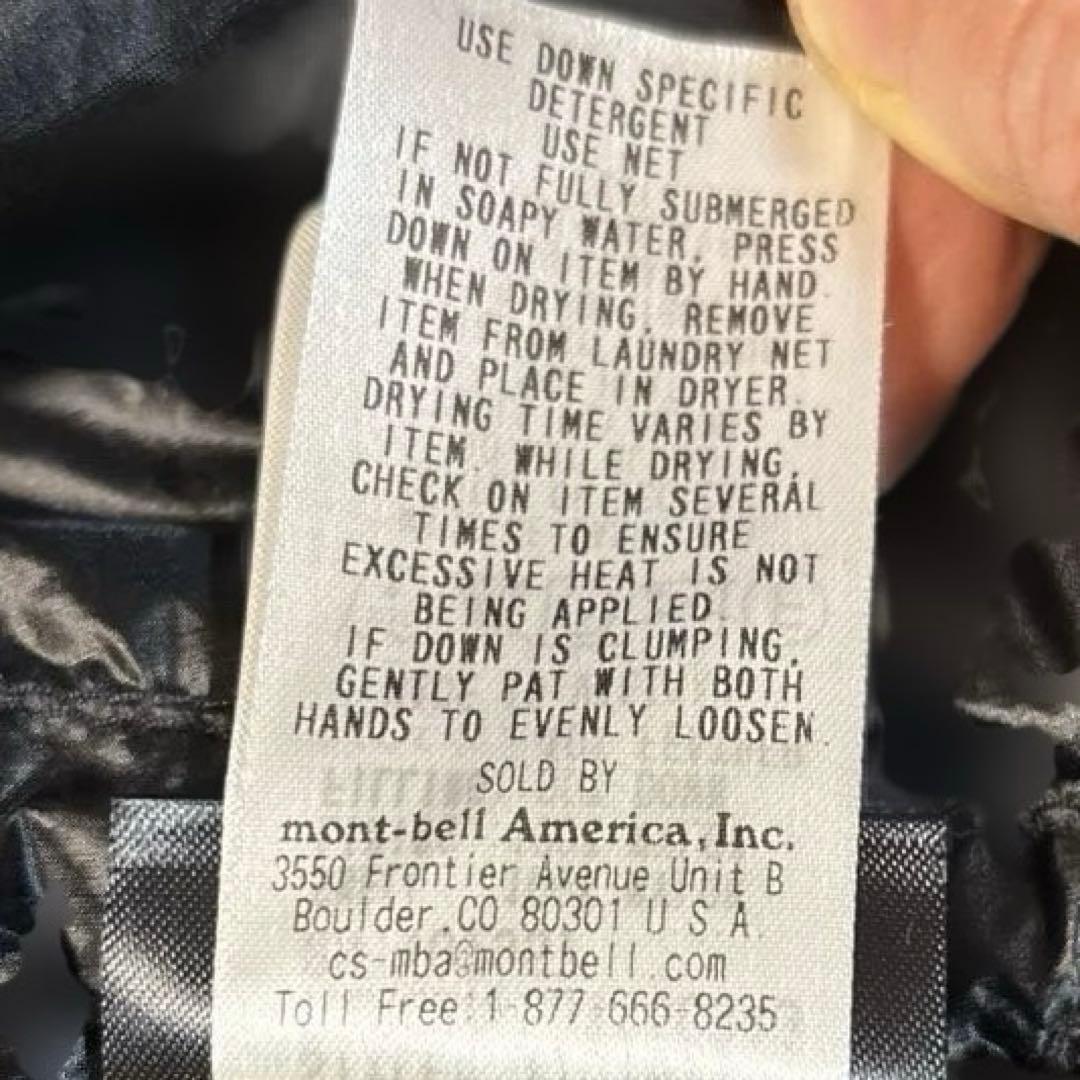 USE DOWN SPECIFIC
DETERGENT
USE NET
IF NOT FULLY SUBMERGED
IN SOAPY WATER, PRESS
DOWN ON ITEM BY HAND.
WHEN DRYING, REMOVE
ITEM FROM LAUNDRY NET
AND PLACE IN DRYER.
DRYING TIME VARIES BY
ITEM. WHILE DRYING,
CHECK ON ITEM SEVERAL
TIMES TO ENSURE
EXCESSIVE HEAT IS NOT
BEING APPLIED.
IF DOWN IS CLUMPING,
GENTLY PAT WITH BOTH
HANDS TO EVENLY LOOSEN.
SOLD BY
mont-bell America,Inc.
3550 Frontier Avenue Unit B
Boulder,CO 80301 U.S.A.
cs-mba@montbell.com
Toll Free:1-877-666-8235